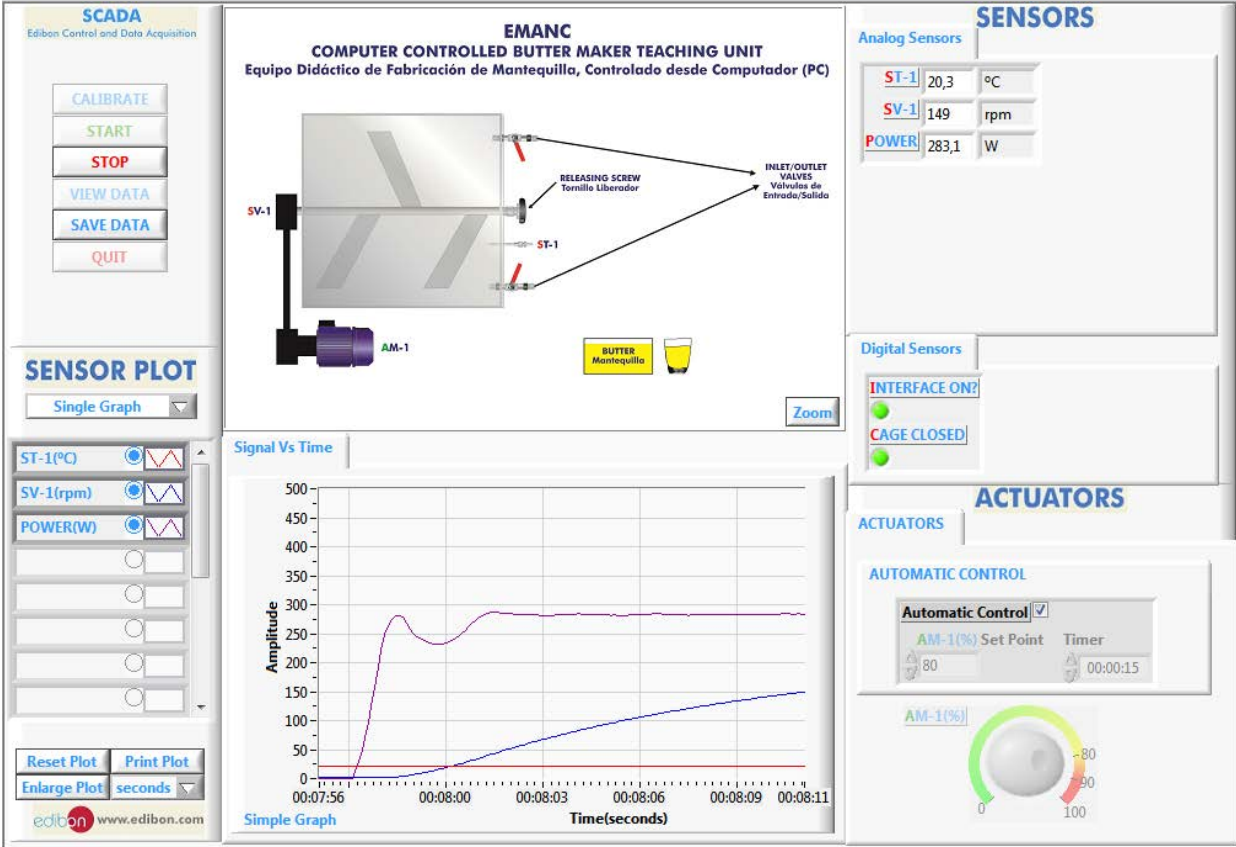 SCADA
Edibon Control and Data Acquisition
CALIBRATE
START
STOP
VIEW DATA
SAVE DATA
QUIT
EMANC
COMPUTER CONTROLLED BUTTER MAKER TEACHING UNIT
Equipo Didáctico de Fabricación de Mantequilla, Controlado desde Computador (PC)
SV-1
RELEASING SCREW
Tornillo Liberador
INLET/OUTLET
VALVES
Válvulas de
Entrada/Salida
ST-1
AM-1
BUTTER
Mantequilla
Zoom
SENSORS
Analog Sensors
ST-1 20,3 ºC
SV-1 149 rpm
POWER 283,1 W
Digital Sensors
INTERFACE ON?
CAGE CLOSED
SENSOR PLOT
Single Graph
ST-1(ºC)
SV-1(rpm)
POWER(W)
Reset Plot Print Plot
Enlarge Plot seconds
edibon www.edibon.com
Signal Vs Time
Amplitude
500
450
400
350
300
250
200
150
100
50
0
00:07:56 00:08:00 00:08:03 00:08:06 00:08:09 00:08:11
Simple Graph Time(seconds)
ACTUATORS
ACTUATORS
AUTOMATIC CONTROL
Automatic Control
AM-1(%) Set Point Timer
80 00:00:15
AM-1(%)
80
90
0 100